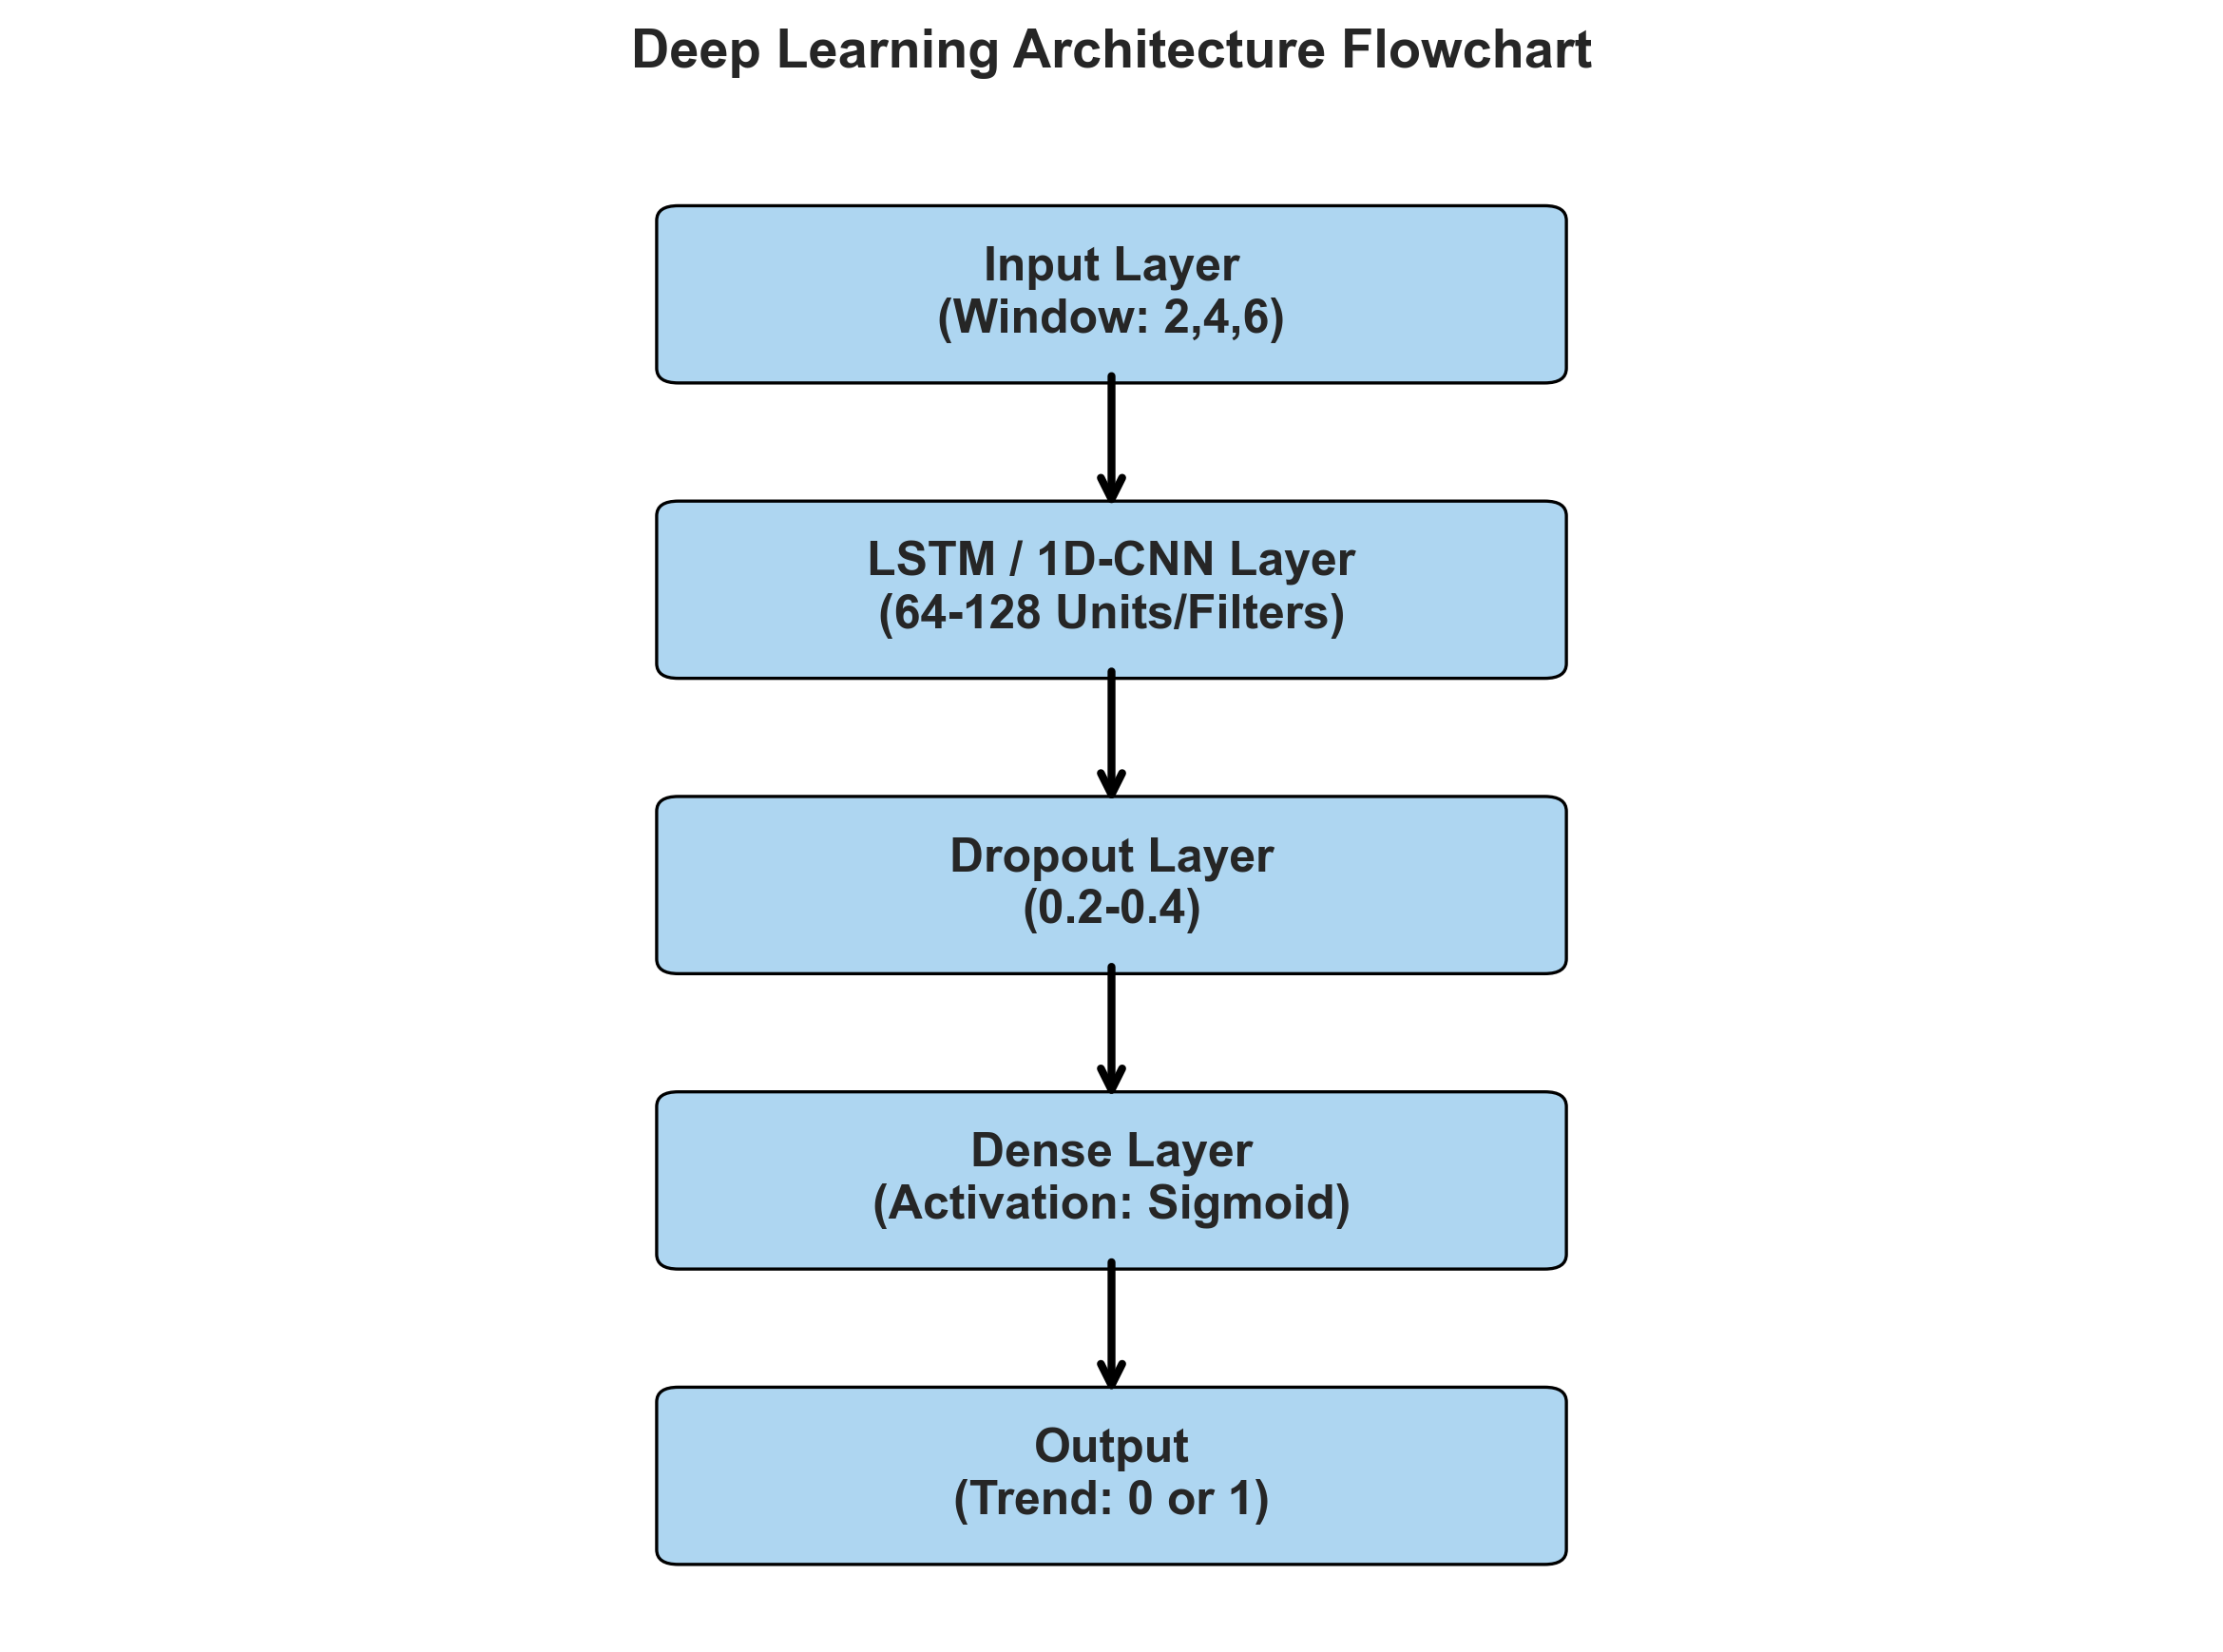 Deep Learning Architecture Flowchart
Input Layer
(Window: 2,4,6)
LSTM / 1D-CNN Layer
(64-128 Units/Filters)
Dropout Layer
(0.2-0.4)
Dense Layer
(Activation: Sigmoid)
Output
(Trend: 0 or 1)